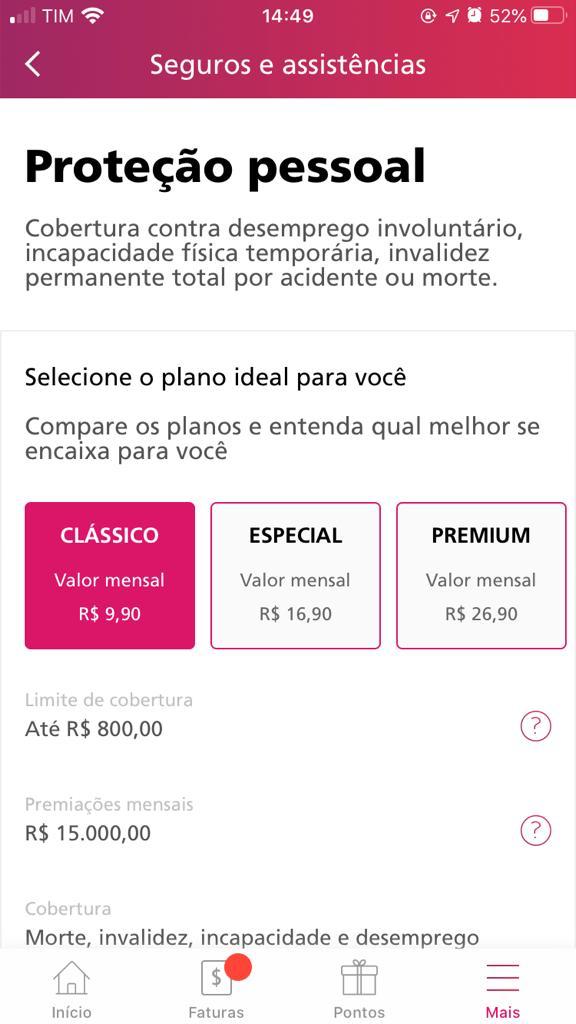 TIM 14:49 52%
Seguros e assistências
Proteção pessoal
Cobertura contra desemprego involuntário,
incapacidade física temporária, invalidez
permanente total por acidente ou morte.
Selecione o plano ideal para você
Compare os planos e entenda qual melhor se
encaixa para você
CLÁSSICO ESPECIAL PREMIUM
Valor mensal Valor mensal Valor mensal
R$ 9,90 R$ 16,90 R$ 26,90
Limite de cobertura
Até R$ 800,00 ?
Premiações mensais
R$ 15.000,00 ?
Cobertura
Morte, invalidez, incapacidade e desemprego
$
Início Faturas Pontos Mais